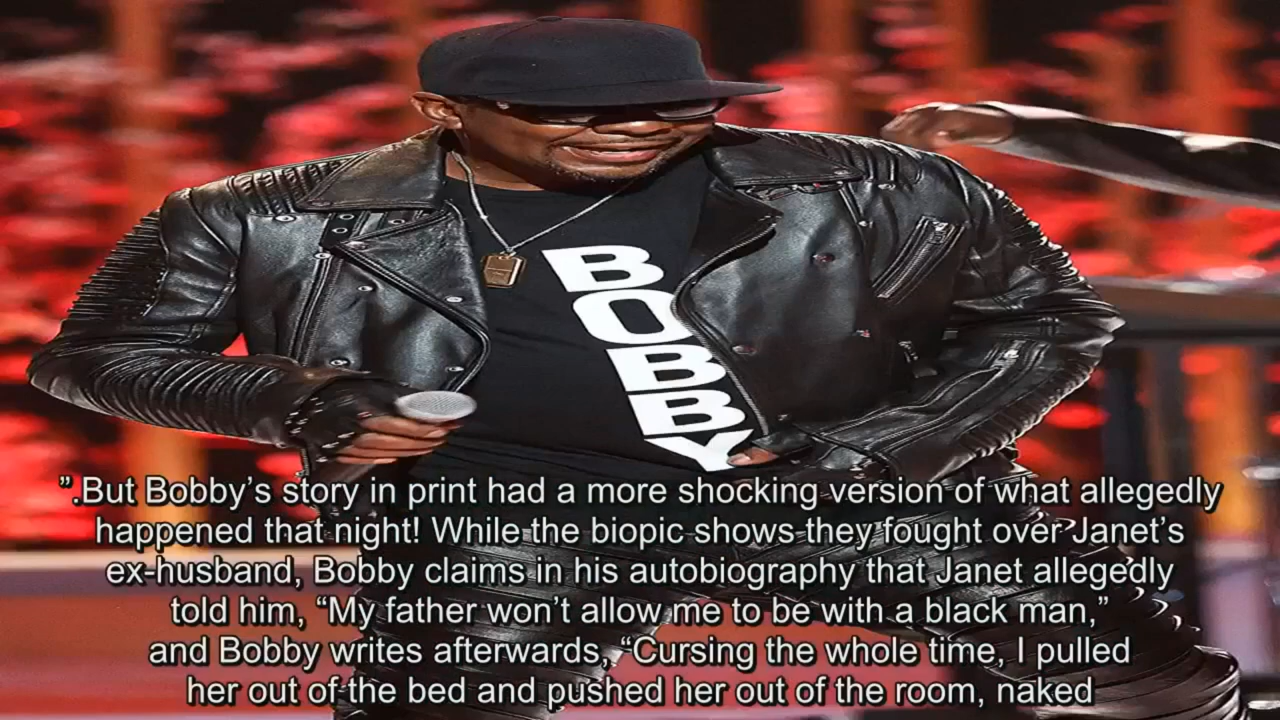 BOBBY
”.But Bobby’s story in print had a more shocking version of what allegedly
happened that night! While the biopic shows they fought over Janet’s
ex-husband, Bobby claims in his autobiography that Janet allegedly
told him, “My father won’t allow me to be with a black man,”
and Bobby writes afterwards, “Cursing the whole time, I pulled
her out of the bed and pushed her out of the room, naked